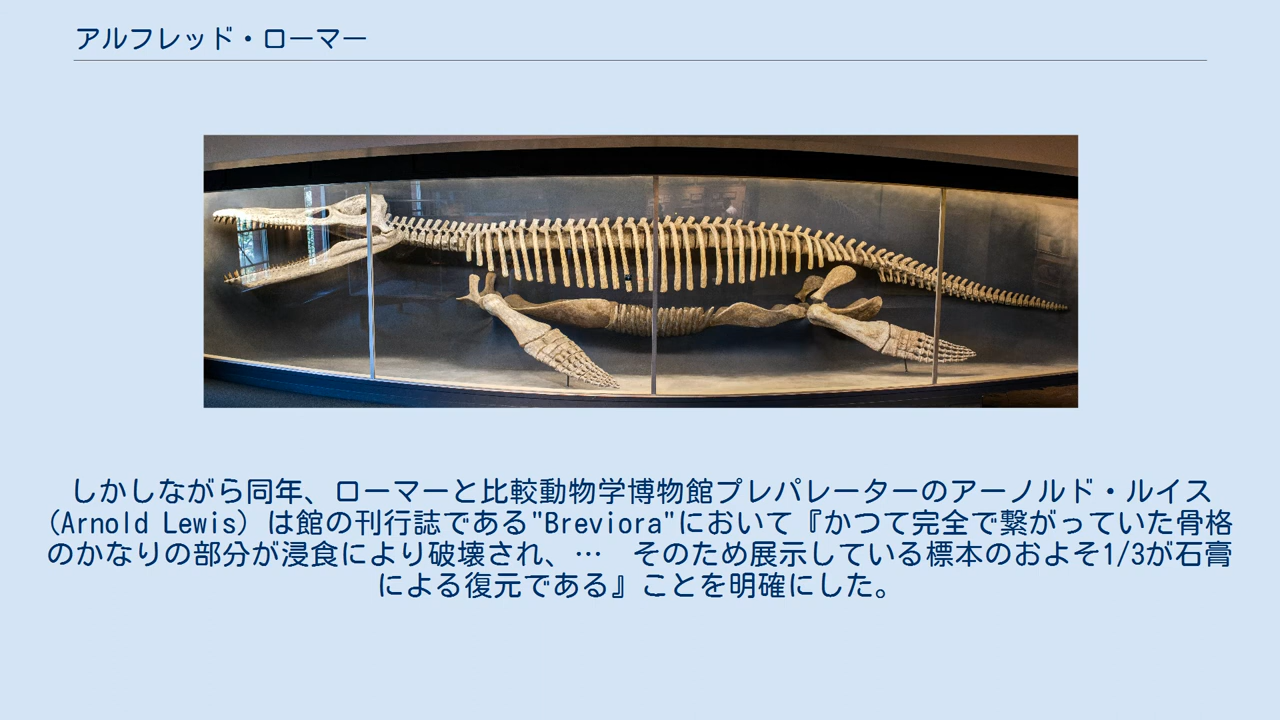 アルフレッド・ローマー
しかしながら同年、ローマーと比較動物学博物館プレパレーターのアーノルド・ルイス
(Arnold Lewis) は館の刊行誌である"Breviora"において『かつて完全で繋がっていた骨格
のかなりの部分が浸食により破壊され、… そのため展示している標本のおよそ1/3が石膏
による復元である』ことを明確にした。